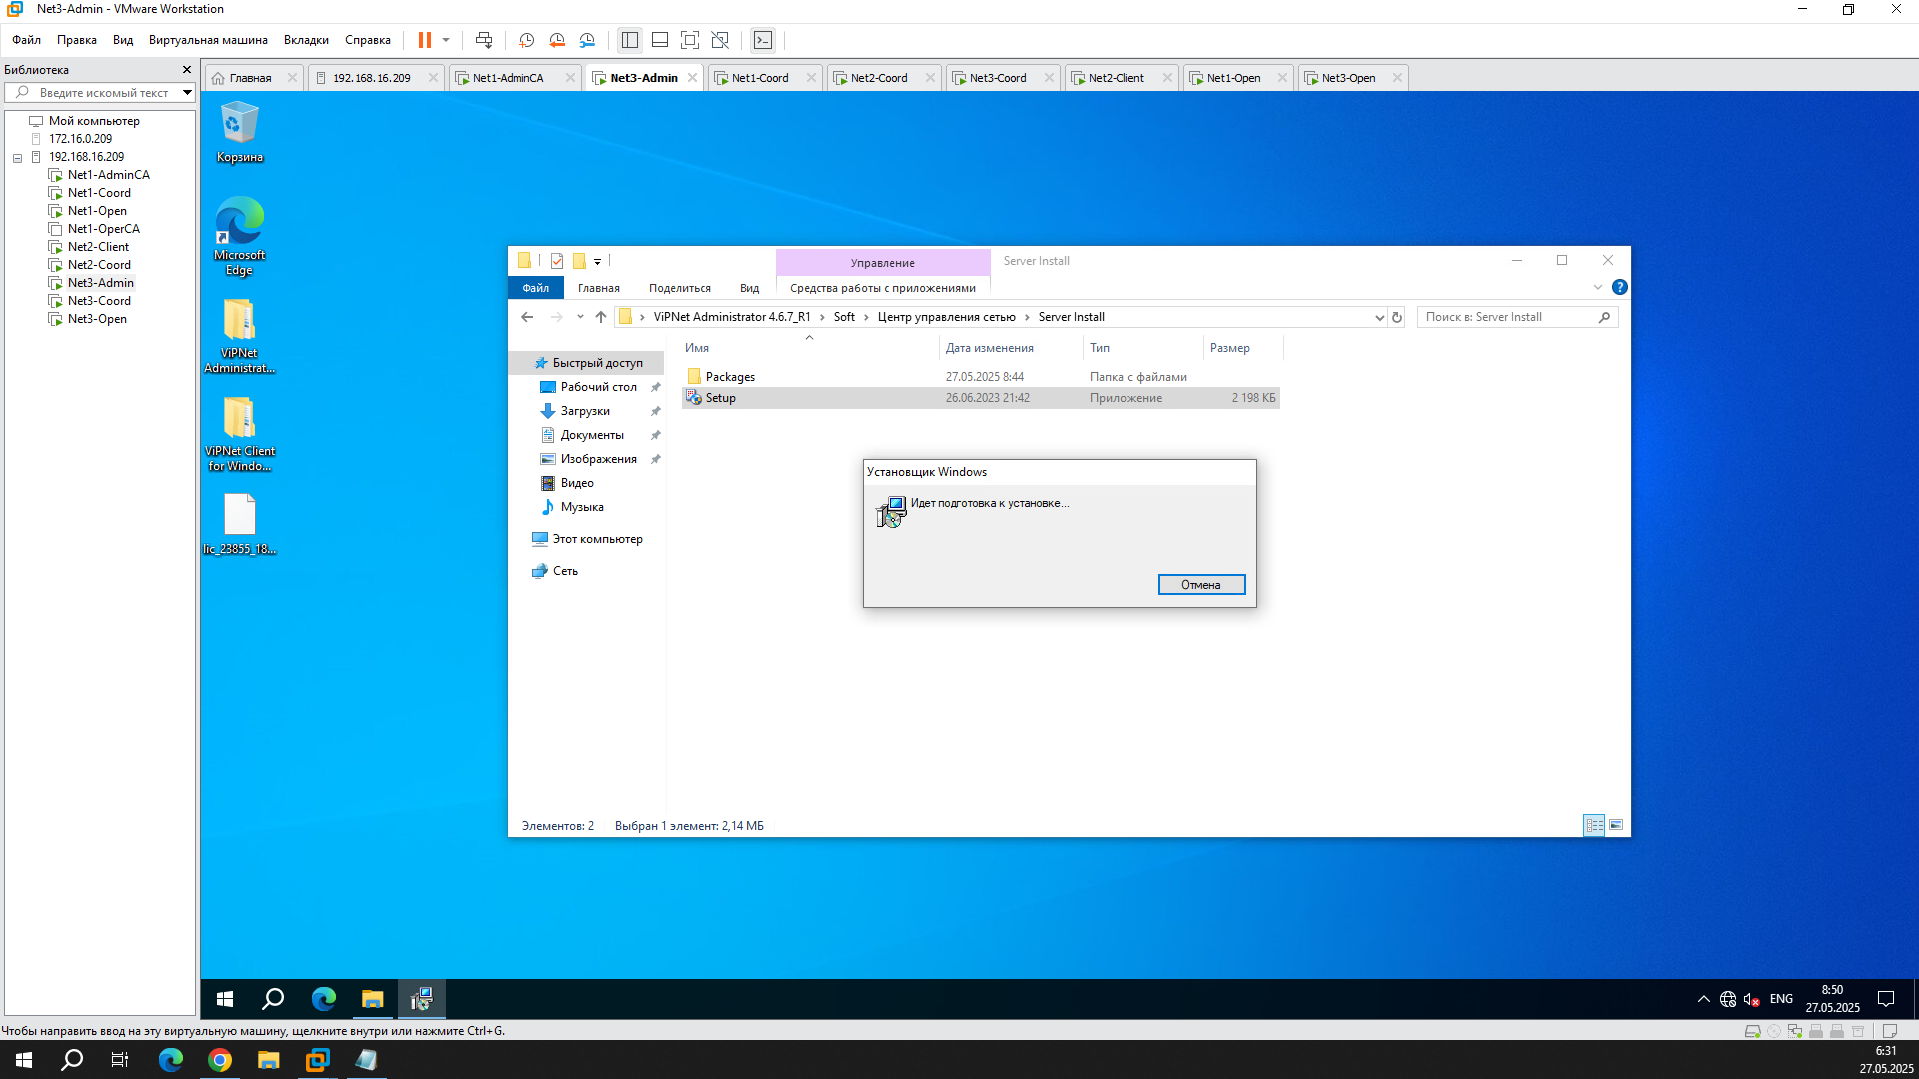 Net3-Admin - VMware Workstation
Файл Правка Вид Виртуальная машина Вкладки Справка
Библиотека
Введите искомый текст
Мой компьютер
172.16.0.209
192.168.16.209
Net1-AdminCA
Net1-Coord
Net1-Open
Net1-OperCA
Net2-Client
Net2-Coord
Net3-Admin
Net3-Coord
Net3-Open
Главная 192.168.16.209 Net1-AdminCA Net3-Admin Net1-Coord Net2-Coord Net3-Coord Net2-Client Net1-Open Net3-Open
Корзина
Microsoft
Edge
ViPNet
Administrat...
ViPNet Client
for Windo...
lic_23855_18...
Управление Server Install
Файл Главная Поделиться Вид Средства работы с приложениями
ViPNet Administrator 4.6.7_R1 Soft Центр управления сетью Server Install
Поиск в: Server Install
Быстрый доступ
Рабочий стол
Загрузки
Документы
Изображения
Видео
Музыка
Этот компьютер
Сеть
Имя Дата изменения Тип Размер
Packages 27.05.2025 8:44 Папка с файлами
Setup 26.06.2023 21:42 Приложение 2 198 КБ
Установщик Windows
Идет подготовка к установке...
Отмена
Элементов: 2 Выбран 1 элемент: 2,14 МБ
ENG
8:50
27.05.2025
Чтобы направить ввод на эту виртуальную машину, щелкните внутри или нажмите Ctrl+G.
6:31
27.05.2025